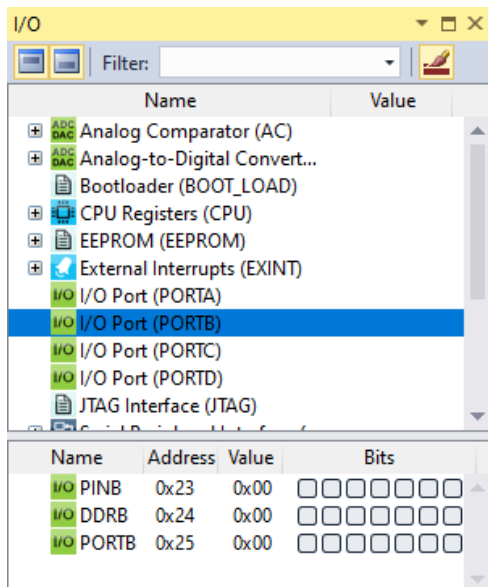 I/O
Filter:
Name Value
ADC DAC Analog Comparator (AC)
ADC DAC Analog-to-Digital Convert...
Bootloader (BOOT_LOAD)
CPU Registers (CPU)
EEPROM (EEPROM)
External Interrupts (EXINT)
I/O I/O Port (PORTA)
I/O I/O Port (PORTB)
I/O I/O Port (PORTC)
I/O I/O Port (PORTD)
JTAG Interface (JTAG)
Name Address Value Bits
I/O PINB 0x23 0x00
I/O DDRB 0x24 0x00
I/O PORTB 0x25 0x00